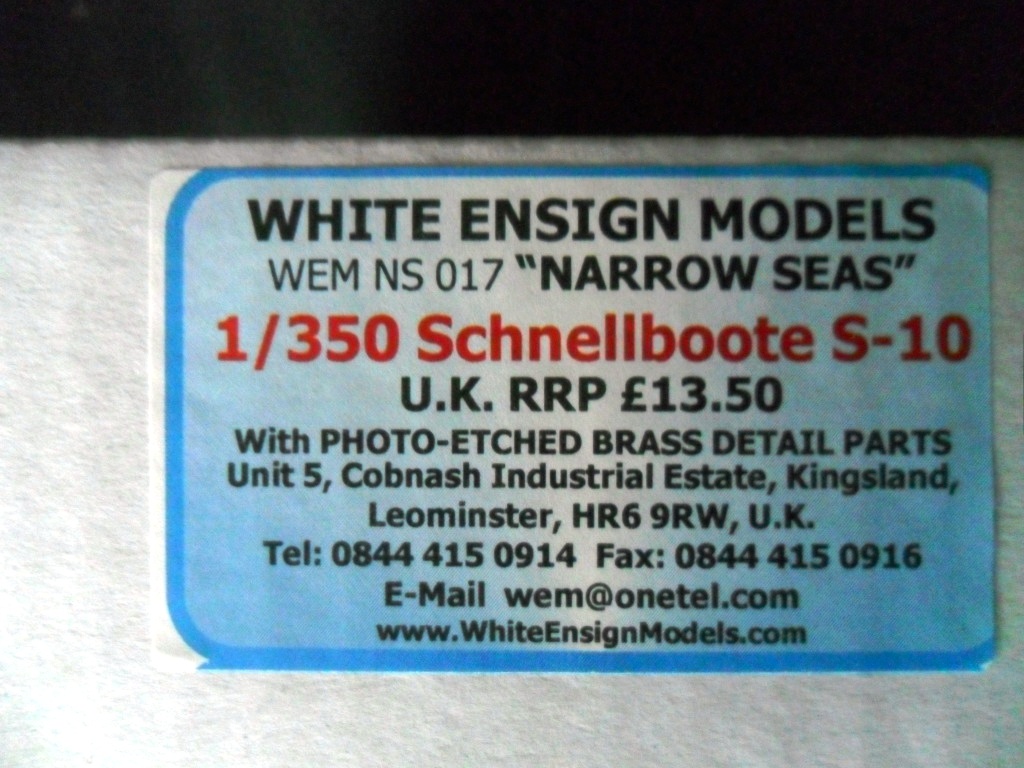 WHITE ENSIGN MODELS
WEM NS 017 “NARROW SEAS”
1/350 Schnellboote S-10
U.K. RRP £13.50
With PHOTO-ETCHED BRASS DETAIL PARTS
Unit 5, Cobnash Industrial Estate, Kingsland,
Leominster, HR6 9RW, U.K.
Tel: 0844 415 0914 Fax: 0844 415 0916
E-Mail wem@onetel.com
www.WhiteEnsignModels.com